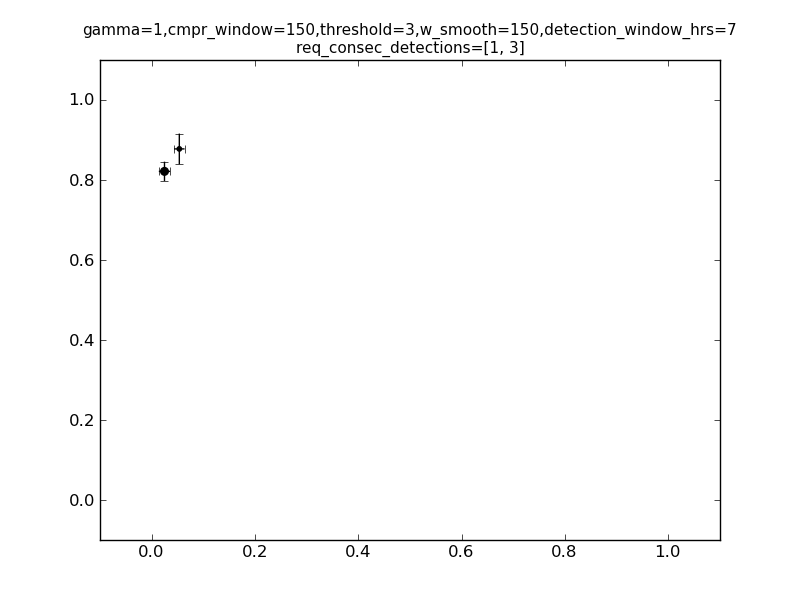 gamma=1,cmpr_window=150,threshold=3,w_smooth=150,detection_window_hrs=7
req_consec_detections=[1, 3]
1.0
0.8
0.6
0.4
0.2
0.0
0.0 0.2 0.4 0.6 0.8 1.0